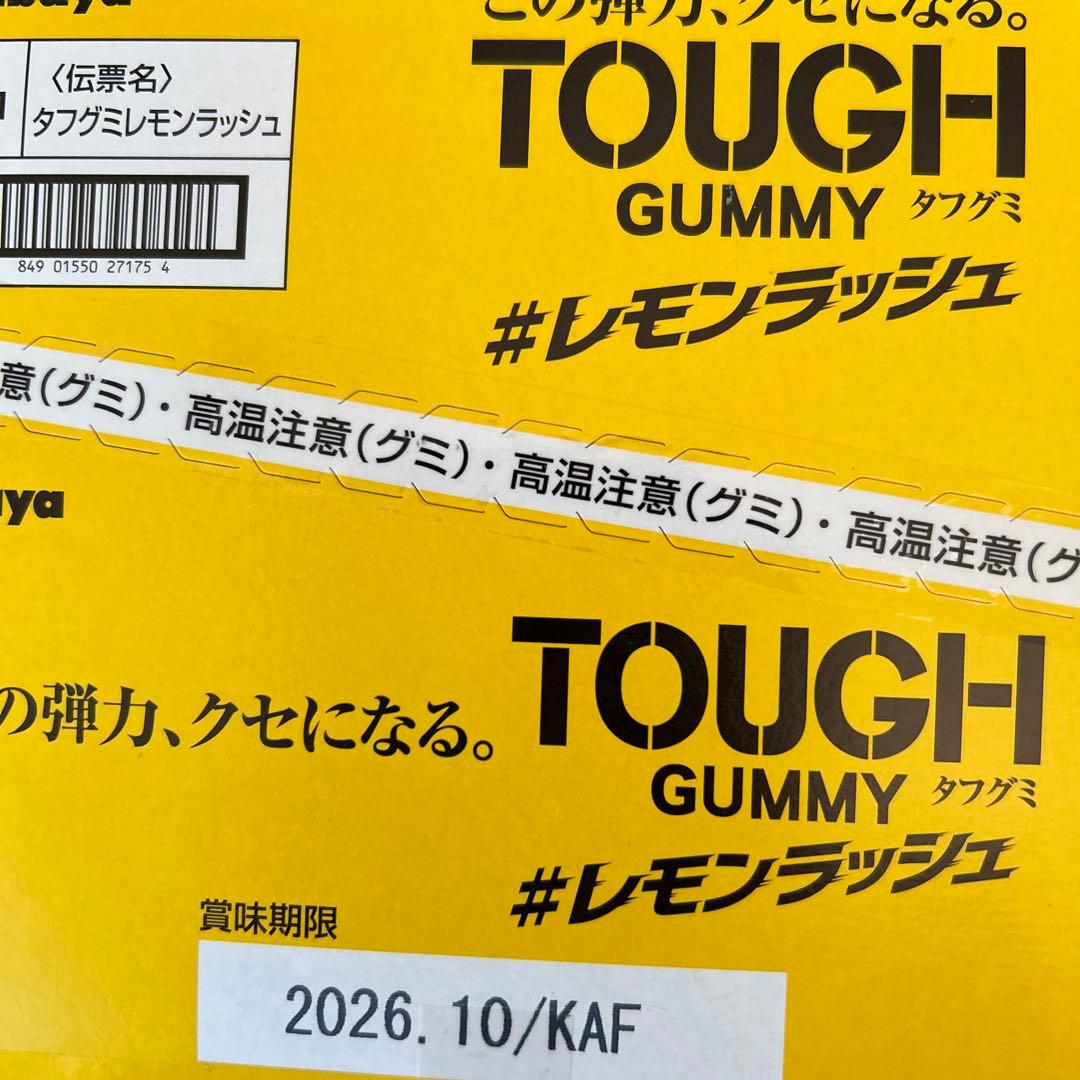 この弾力、クセになる。
〈伝票名〉
タフグミレモンラッシュ
849 01550 27175 4
TOUGH
GUMMY タフグミ
#レモンラッシュ
意(グミ)・高温注意(グミ)・高温注意(グミ)・高温注意(グ
の弾力、クセになる。
TOUGH
GUMMY タフグミ
#レモンラッシュ
賞味期限
2026.10/KAF